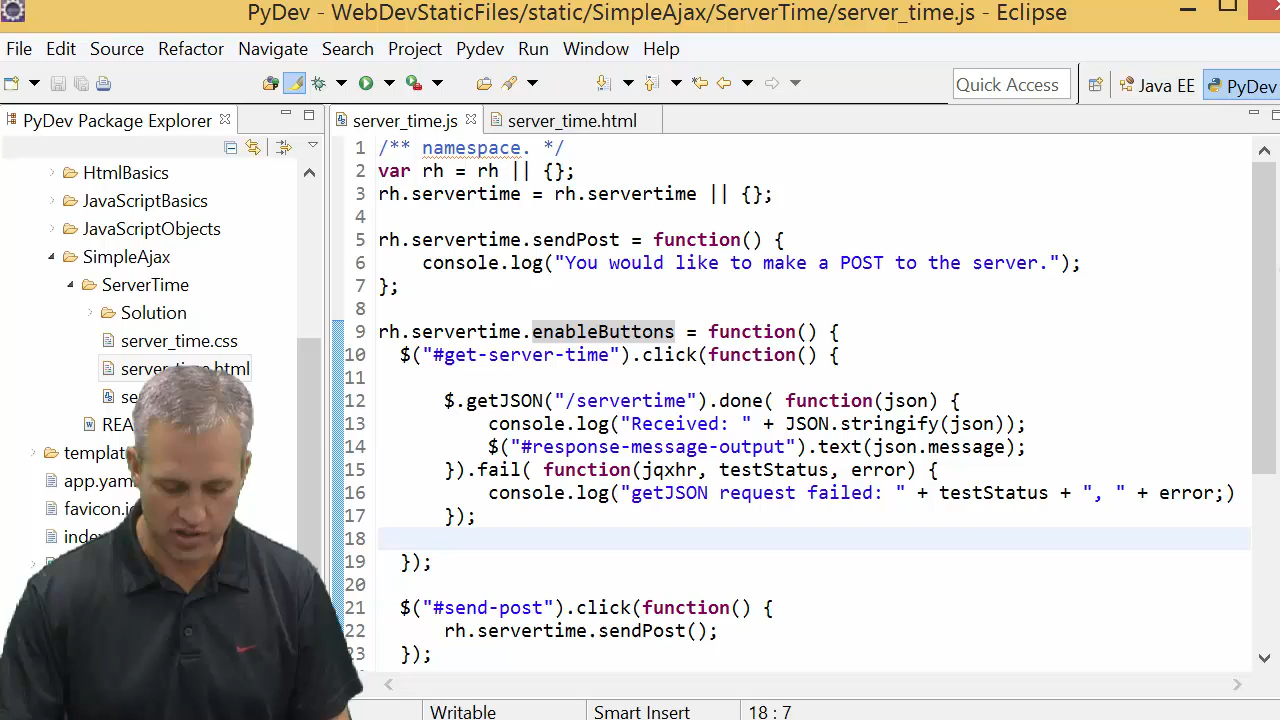 PyDev - WebDevStaticFiles/static/SimpleAjax/ServerTime/server_time.js - Eclipse
File Edit Source Refactor Navigate Search Project Pydev Run Window Help
Quick Access
Java EE
PyDev
PyDev Package Explorer
server_time.js
server_time.html
HtmlBasics
JavaScriptBasics
JavaScriptObjects
SimpleAjax
ServerTime
Solution
server_time.css
server_time.html
se
REA
templat
app.yam
favicon.i
inde
1 /** namespace. */
2 var rh = rh || {};
3 rh.servertime = rh.servertime || {};
4
5 rh.servertime.sendPost = function() {
6 console.log("You would like to make a POST to the server.");
7 };
8
9 rh.servertime.enableButtons = function() {
10 $("#get-server-time").click(function() {
11
12 $.getJSON("/servertime").done( function(json) {
13 console.log("Received: " + JSON.stringify(json));
14 $("#response-message-output").text(json.message);
15 }).fail( function(jqxhr, testStatus, error) {
16 console.log("getJSON request failed: " + testStatus + ", " + error;)
17 });
18
19 });
20
21 $("#send-post").click(function() {
22 rh.servertime.sendPost();
23 });
Writable Smart Insert 18 : 7